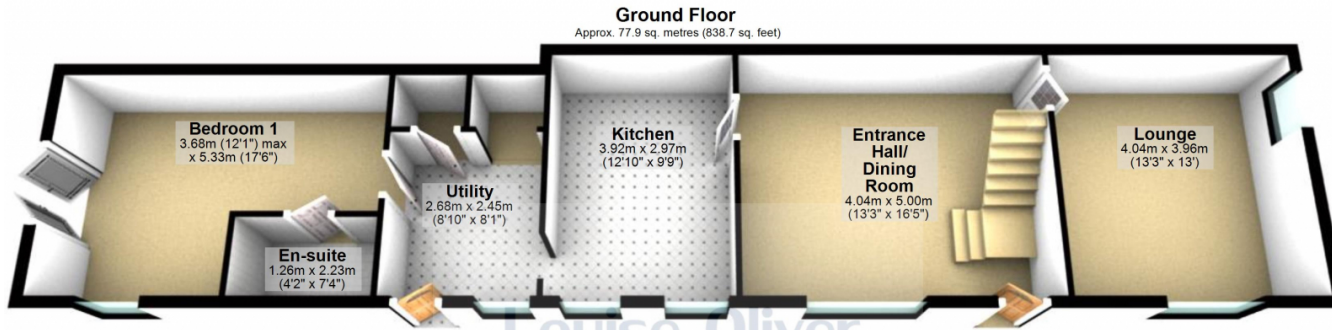 Ground Floor
Approx. 77.9 sq. metres (838.7 sq. feet)
Bedroom 1
3.68m (12'1") max
x 5.33m (17'6")
En-suite
1.26m x 2.23m
(4'2" x 7'4")
Utility
2.68m x 2.45m
(8'10" x 8'1")
Kitchen
3.92m x 2.97m
(12'10" x 9'9")
Entrance
Hall/
Dining
Room
4.04m x 5.00m
(13'3" x 16'5")
Lounge
4.04m x 3.96m
(13'3" x 13')
Louise Oliver